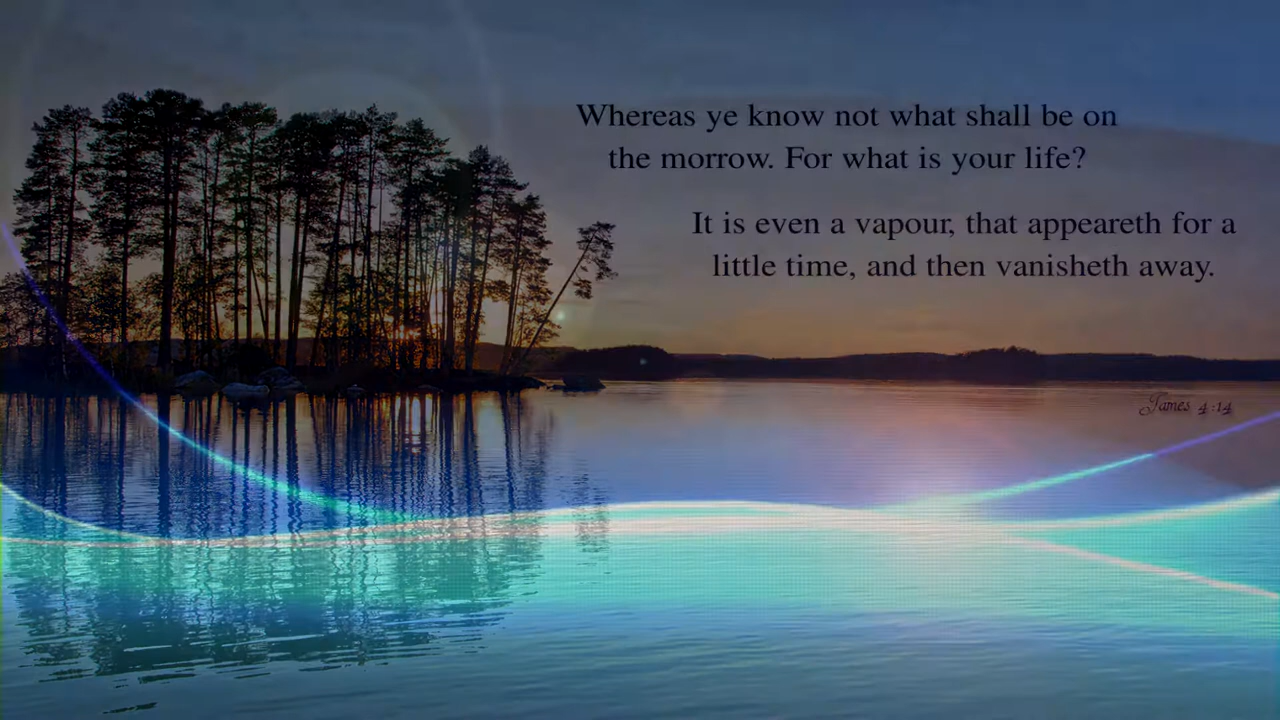 Whereas ye know not what shall be on
the morrow. For what is your life?
It is even a vapour, that appeareth for a
little time, and then vanisheth away.
James 4:14